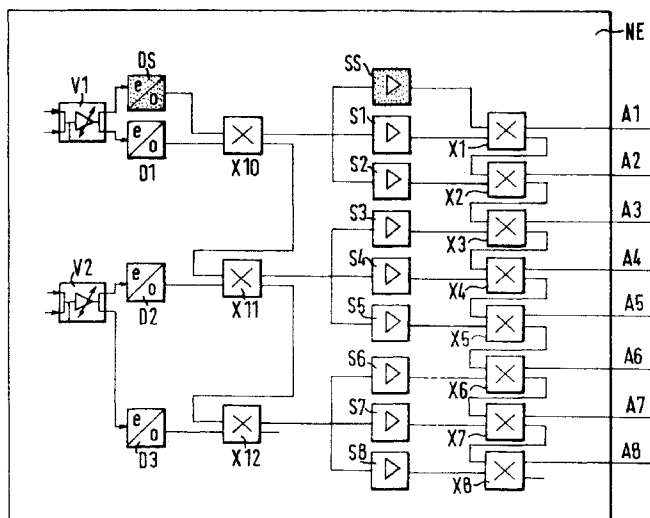 NE
V1
DS
e
o
e
o
D1
X10
SS
S1
X1
A1
S2
X2
A2
S3
X3
A3
V2
e
o
D2
X11
S4
X4
A4
S5
X5
A5
S6
X6
A6
e
o
D3
X12
S7
X7
A7
S8
X8
A8